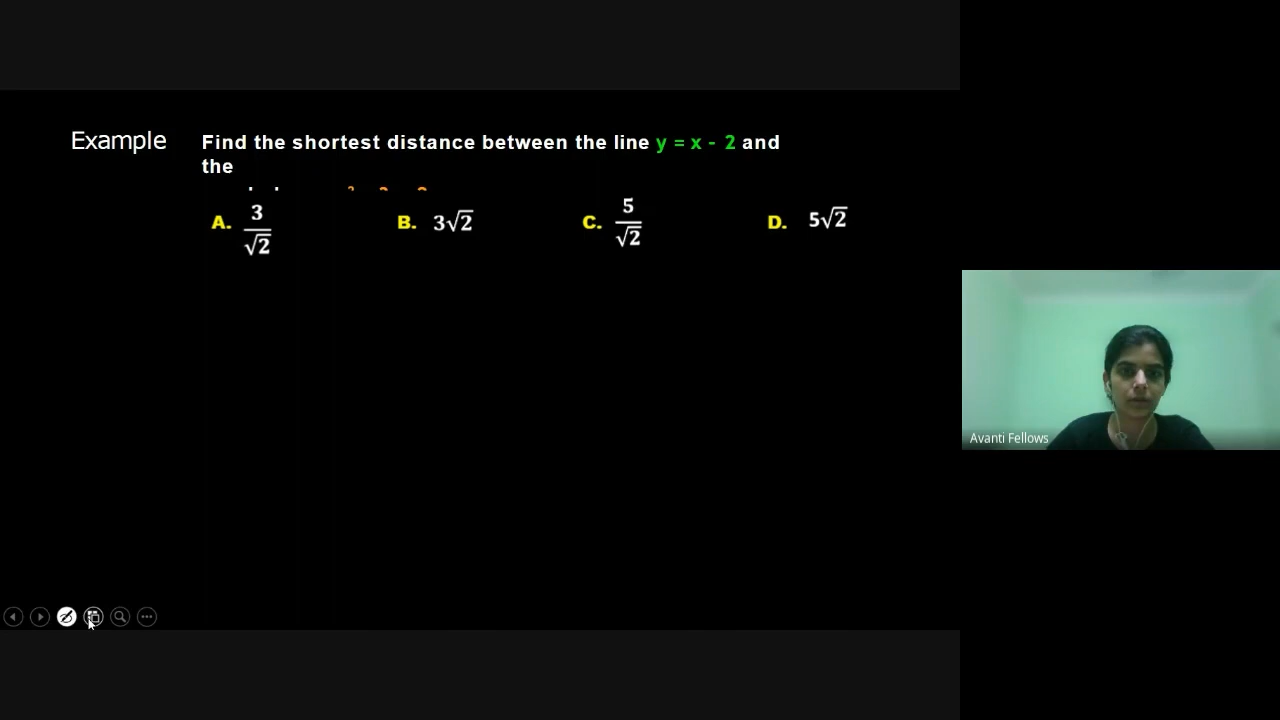 Example
Find the shortest distance between the line y = x - 2 and
the
A. 3/√2 B. 3√2 C. 5/√2 D. 5√2
Avanti Fellows